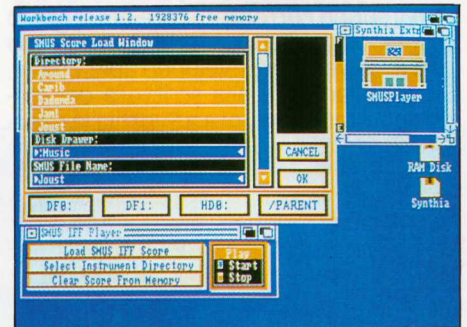 Workbench release 1.2. 1928376 free memory
SMUS Score Load Window
Directory:
Around
Carib
Dadunda
Jam1
Joust
Disk Drawer:
:Music
SMUS File Name:
Joust
CANCEL
OK
DF0:
DF1:
HD0:
/PARENT
Synthia Extr
SMUSPlayer
RAM Disk
Synthia
SMUS IFF Player
Load SMUS IFF Score
Select Instrument Directory
Clear Score From Memory
Play
Start
Stop